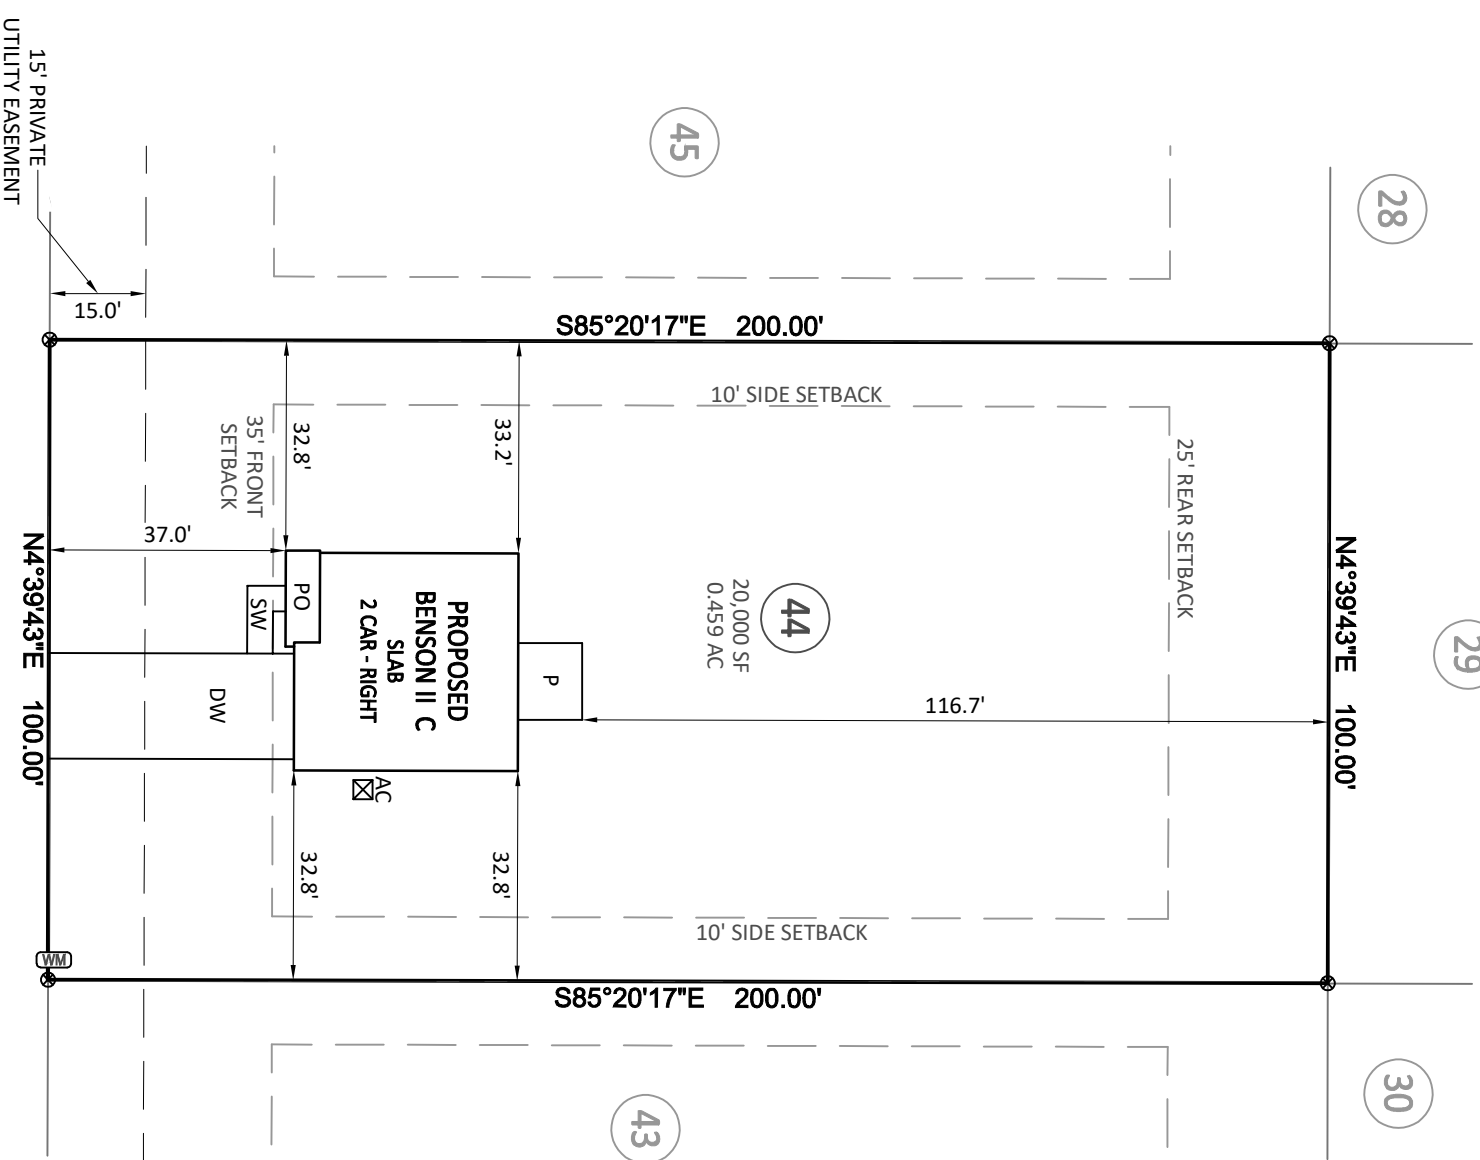 15' PRIVATE
UTILITY EASEMENT
15.0'
45
28
S85°20'17"E 200.00'
10' SIDE SETBACK
32.8'
33.2'
35' FRONT
SETBACK
25' REAR SETBACK
37.0'
N4°39'43"E 100.00'
N4°39'43"E 100.00'
PO
SW
DW
PROPOSED
BENSON II C
SLAB
2 CAR - RIGHT
P
44
20,000 SF
0.459 AC
29
116.7'
AC
32.8'
32.8'
10' SIDE SETBACK
WM
S85°20'17"E 200.00'
43
30